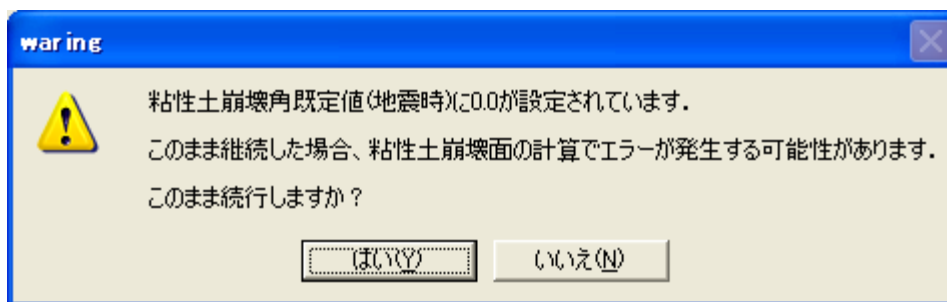 waring
粘性土崩壊角既定値(地震時)に0.0が設定されています.
このまま継続した場合、粘性土崩壊面の計算でエラーが発生する可能性があります.
このまま続行しますか？
はい(Y) いいえ(N)